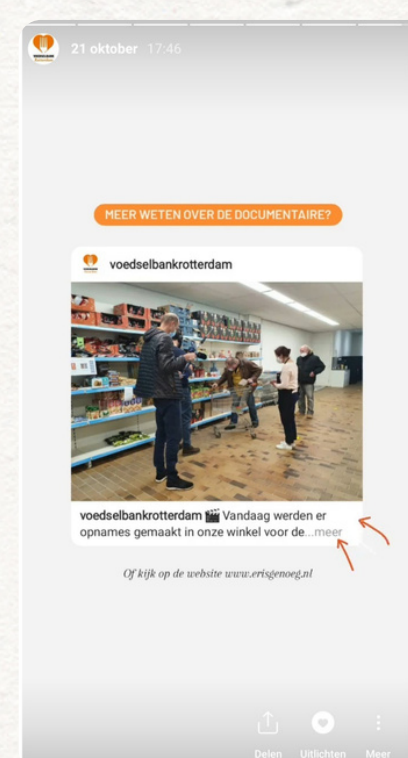 21 oktober 17:46
MEER WETEN OVER DE DOCUMENTAIRE?
voedselbankrotterdam
voedselbankrotterdam 🎬 Vandaag werden er
opnames gemaakt in onze winkel voor de...meer
Of kijk op de website www.erisgenoeg.nl
Delen Uitlichten Meer